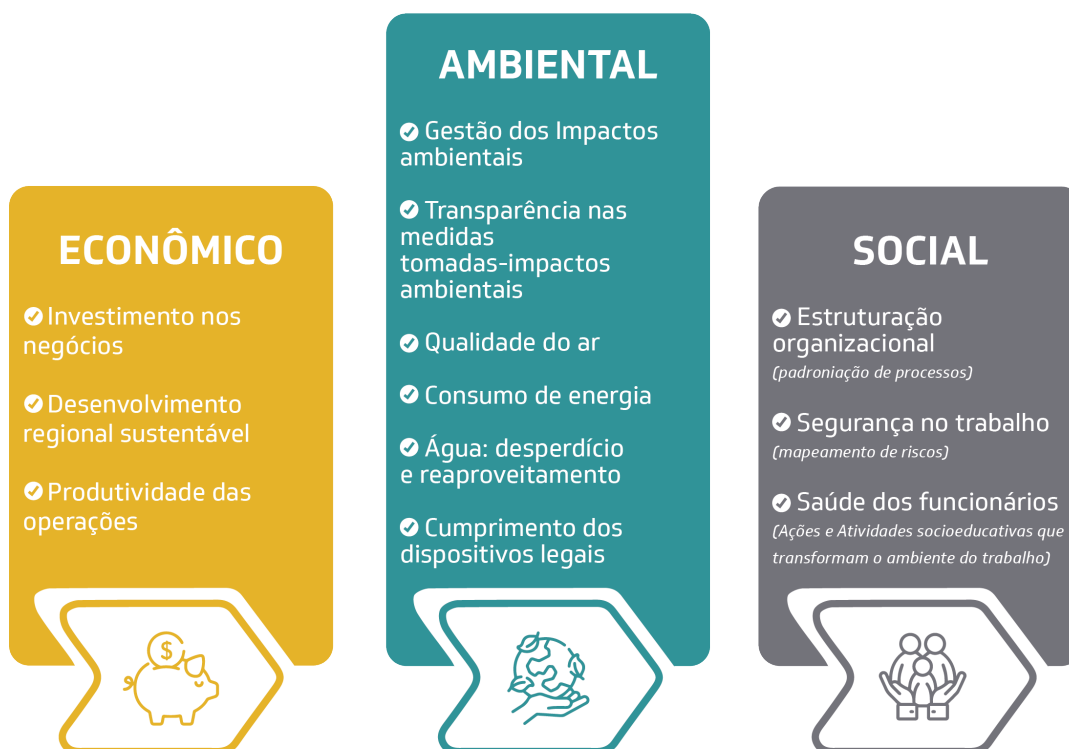 ECONÔMICO
Investimento nos
negócios
Desenvolvimento
regional sustentável
Produtividade das
operações
$
AMBIENTAL
Gestão dos Impactos
ambientais
Transparência nas
medidas
tomadas-impactos
ambientais
Qualidade do ar
Consumo de energia
Água: desperdício
e reaproveitamento
Cumprimento dos
dispositivos legais
SOCIAL
Estruturação
organizacional
(padroniação de processos)
Segurança no trabalho
(mapeamento de riscos)
Saúde dos funcionários
(Ações e Atividades socioeducativas que
transformam o ambiente do trabalho)